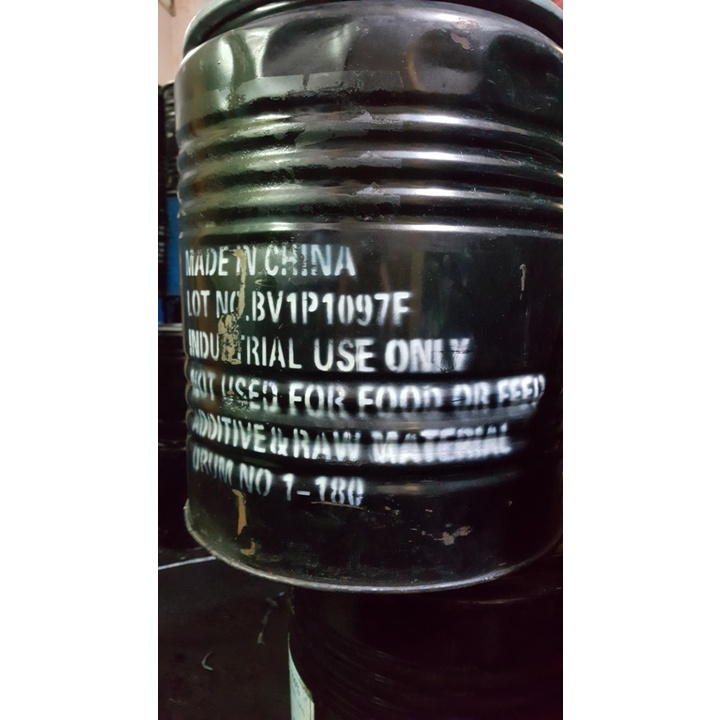 MADE IN CHINA
LOT NO.BV1P1097F
INDUSTRIAL USE ONLY
NOT USED FOR FOOD OR FEED
ADDITIVE & RAW MATERIAL
DRUM NO 1-180